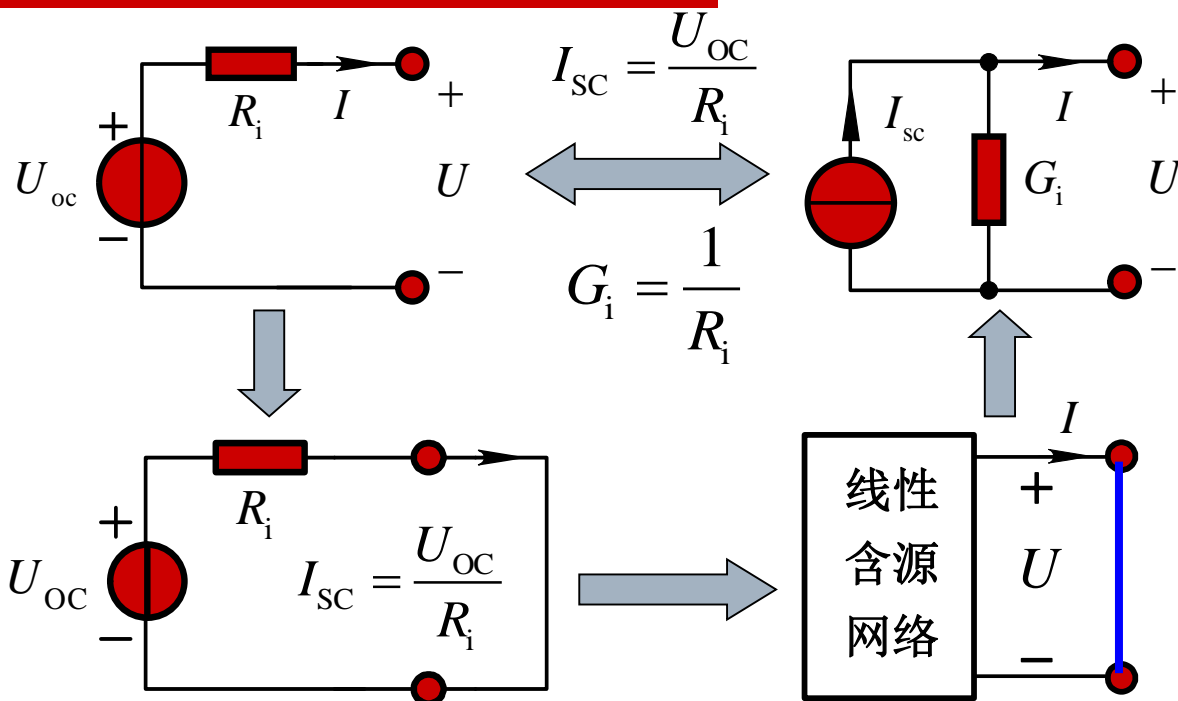 R_i
I
+
+
U_oc
U
−
−
I_SC = U_OC / R_i
G_i = 1 / R_i
I_sc
I
+
G_i
U
−
R_i
+
U_OC
I_SC = U_OC / R_i
−
线性
含源
网络
I
+
U
−